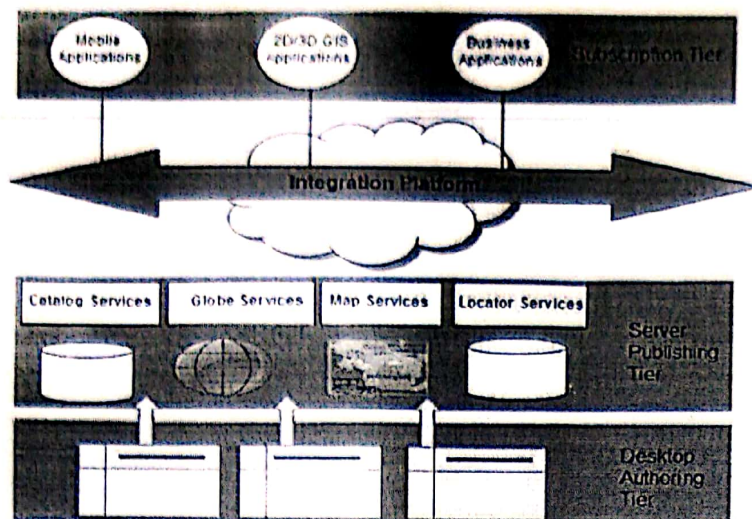 Mobile
Applications
2D/3D GIS
Applications
Business
Applications
Subscription Tier
Integration Platform
Catalog Services
Globe Services
Map Services
Locator Services
Server
Publishing
Tier
Desktop
Authoring
Tier